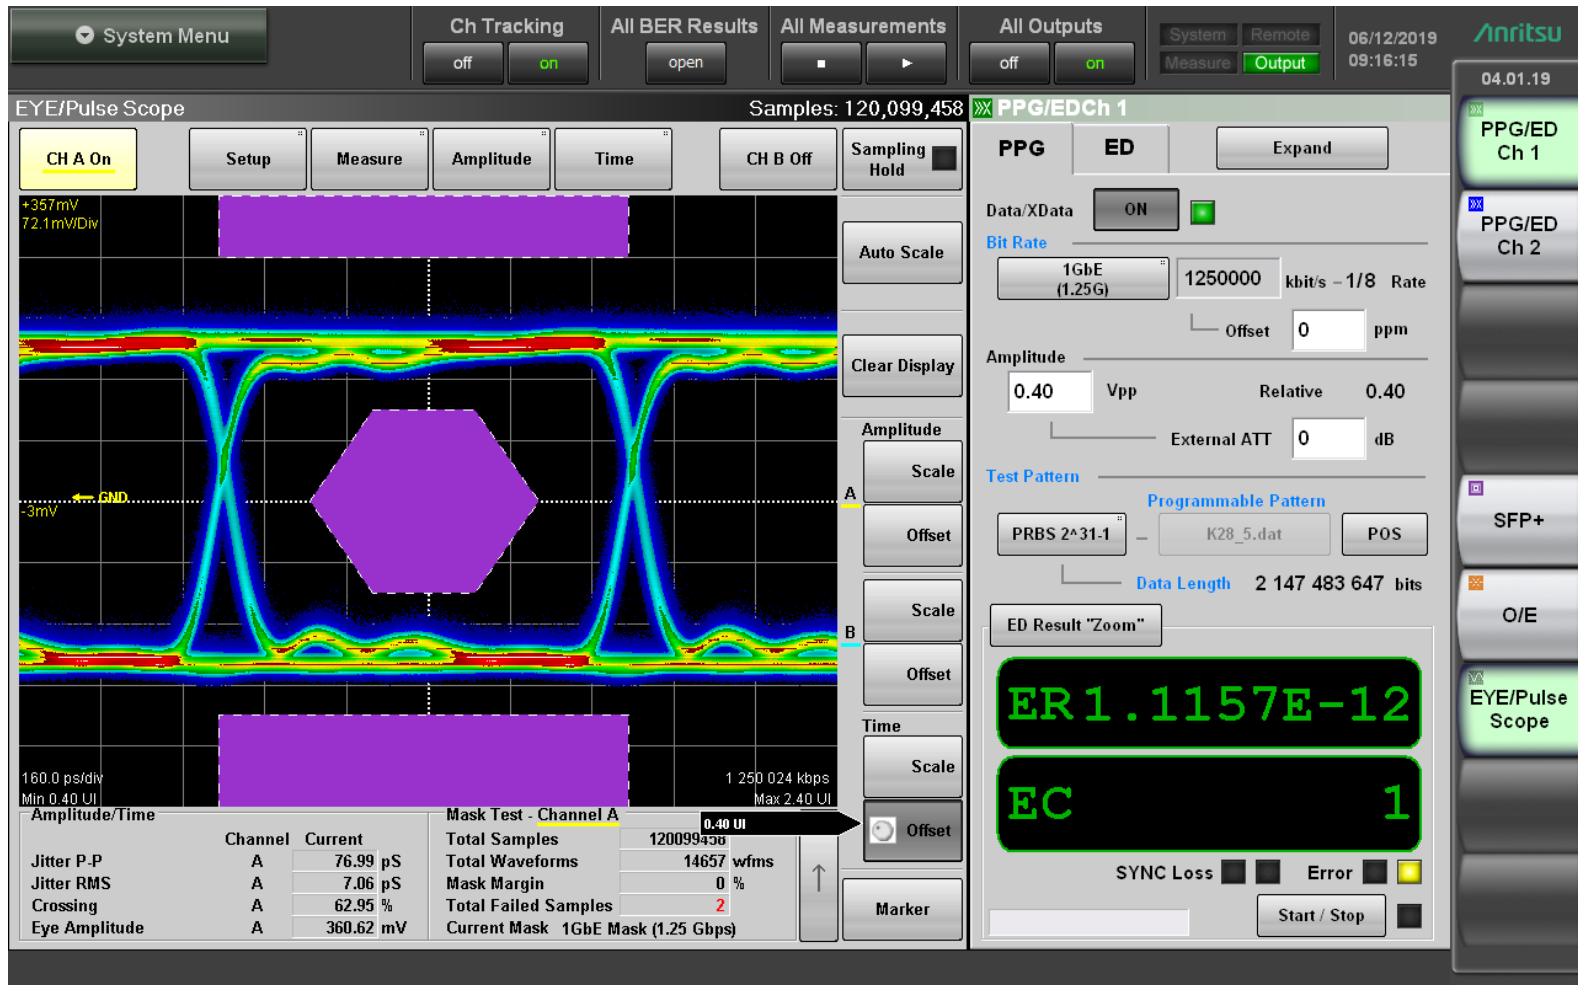 System Menu
Ch Tracking
off on
All BER Results
open
All Measurements
All Outputs
off on
System Remote
Measure Output
06/12/2019
09:16:15
Anritsu
04.01.19
EYE/Pulse Scope
Samples: 120,099,458
CH A On
Setup
Measure
Amplitude
Time
CH B Off
Sampling
Hold
+357mV
72.1mV/Div
GND
-3mV
160.0 ps/div
Min 0.40 UI
1 250 024 kbps
Max 2.40 UI
Auto Scale
Clear Display
Amplitude
Scale
A
Offset
Scale
B
Offset
Time
Scale
0.40 UI
Offset
Marker
Amplitude/Time
Channel Current
Jitter P-P A 76.99 pS
Jitter RMS A 7.06 pS
Crossing A 62.95 %
Eye Amplitude A 360.62 mV
Mask Test - Channel A
Total Samples 120099458
Total Waveforms 14657 wfms
Mask Margin 0 %
Total Failed Samples 2
Current Mask 1GbE Mask (1.25 Gbps)
PPG/EDCh 1
PPG
ED
Expand
Data/XData ON
Bit Rate
1GbE
(1.25G)
1250000 kbit/s - 1/8 Rate
Offset 0 ppm
Amplitude
0.40 Vpp Relative 0.40
External ATT 0 dB
Test Pattern
Programmable Pattern
PRBS 2^31-1 K28_5.dat POS
Data Length 2 147 483 647 bits
ED Result "Zoom"
ER 1.1157E-12
EC 1
SYNC Loss Error
Start / Stop
PPG/ED
Ch 1
PPG/ED
Ch 2
SFP+
O/E
EYE/Pulse
Scope